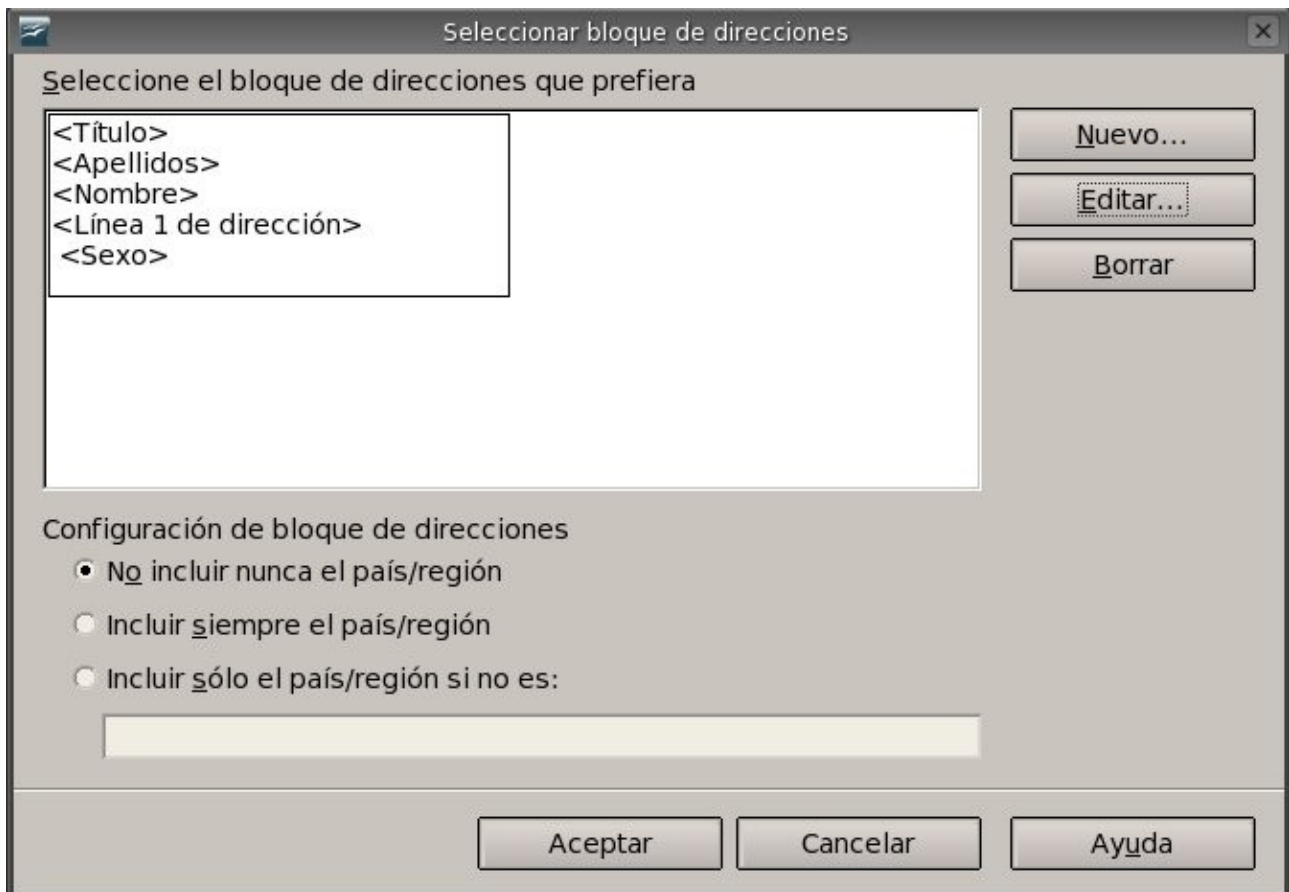 Seleccionar bloque de direcciones
Seleccione el bloque de direcciones que prefiera
<Título>
<Apellidos>
<Nombre>
<Línea 1 de dirección>
<Sexo>
Nuevo...
Editar...
Borrar
Configuración de bloque de direcciones
No incluir nunca el país/región
Incluir siempre el país/región
Incluir sólo el país/región si no es:
Aceptar
Cancelar
Ayuda